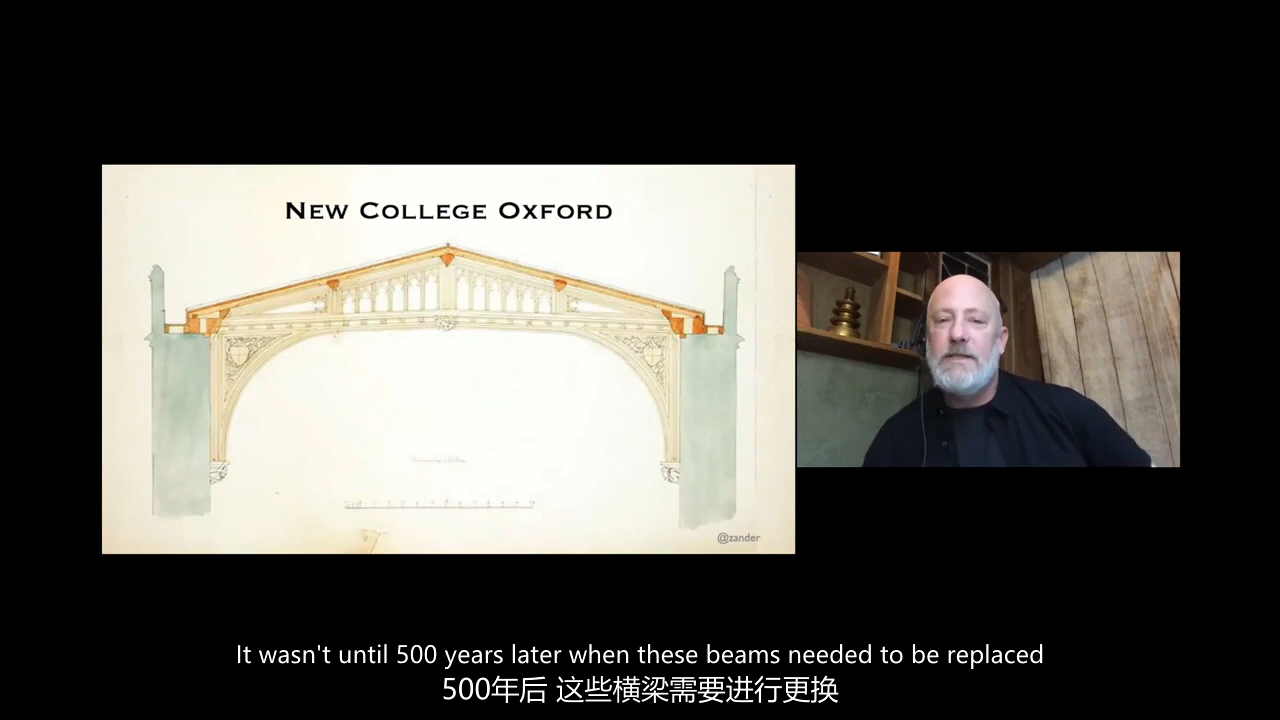 NEW COLLEGE OXFORD
@zander
It wasn't until 500 years later when these beams needed to be replaced
500年后 这些横梁需要进行更换